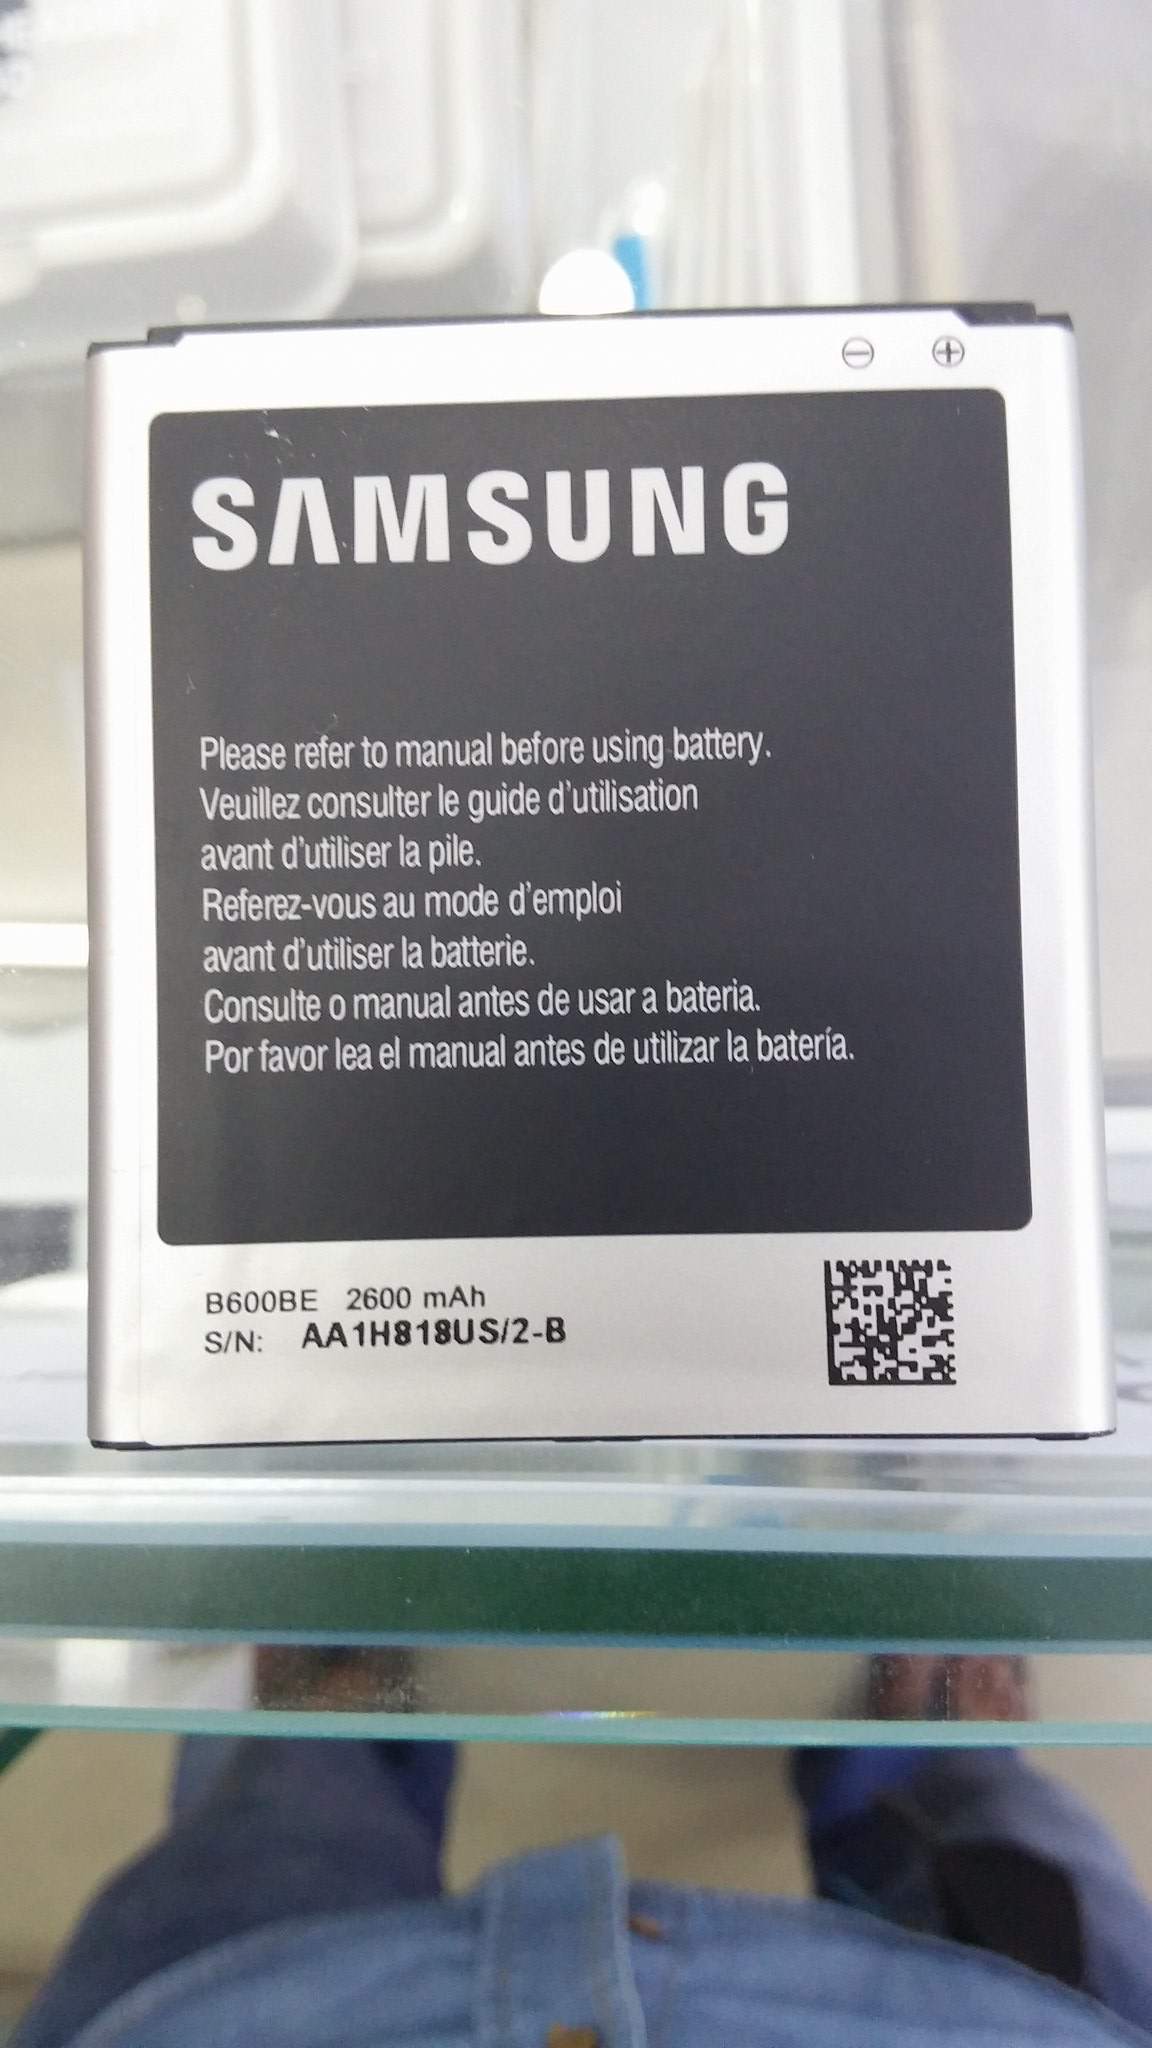 SAMSUNG
Please refer to manual before using battery.
Veuillez consulter le guide d'utilisation
avant d'utiliser la pile.
Referez-vous au mode d'emploi
avant d'utiliser la batterie.
Consulte o manual antes de usar a bateria.
Por favor lea el manual antes de utilizar la batería.
B600BE 2600 mAh
S/N: AA1H818US/2-B